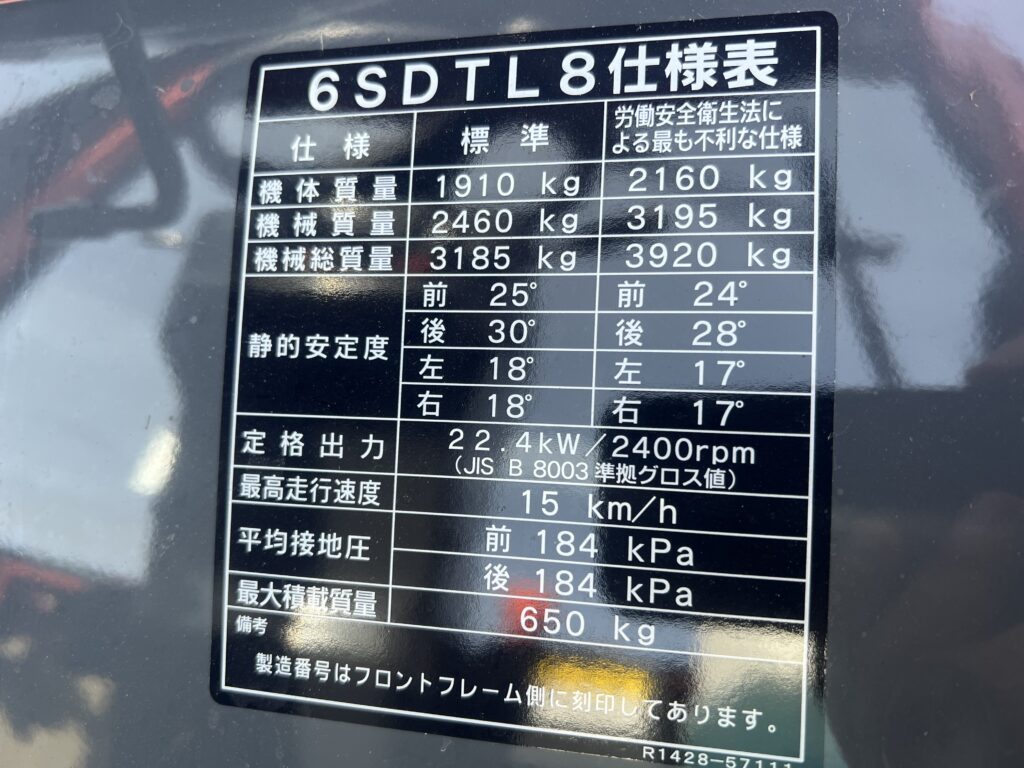 6SDTL8仕様表
仕様 標準 労働安全衛生法による最も不利な仕様
機体質量 1910 kg 2160 kg
機械質量 2460 kg 3195 kg
機械総質量 3185 kg 3920 kg
静的安定度 前 25° 前 24°
後 30° 後 28°
左 18° 左 17°
右 18° 右 17°
定格出力 22.4kW/2400rpm
(JIS B 8003準拠グロス値)
最高走行速度 15 km/h
平均接地圧 前 184 kPa
後 184 kPa
最大積載質量 650 kg
備考
製造番号はフロントフレーム側に刻印してあります。
R1428-57111